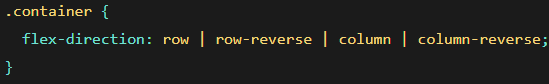 .container {
  flex-direction: row | row-reverse | column | column-reverse;
}